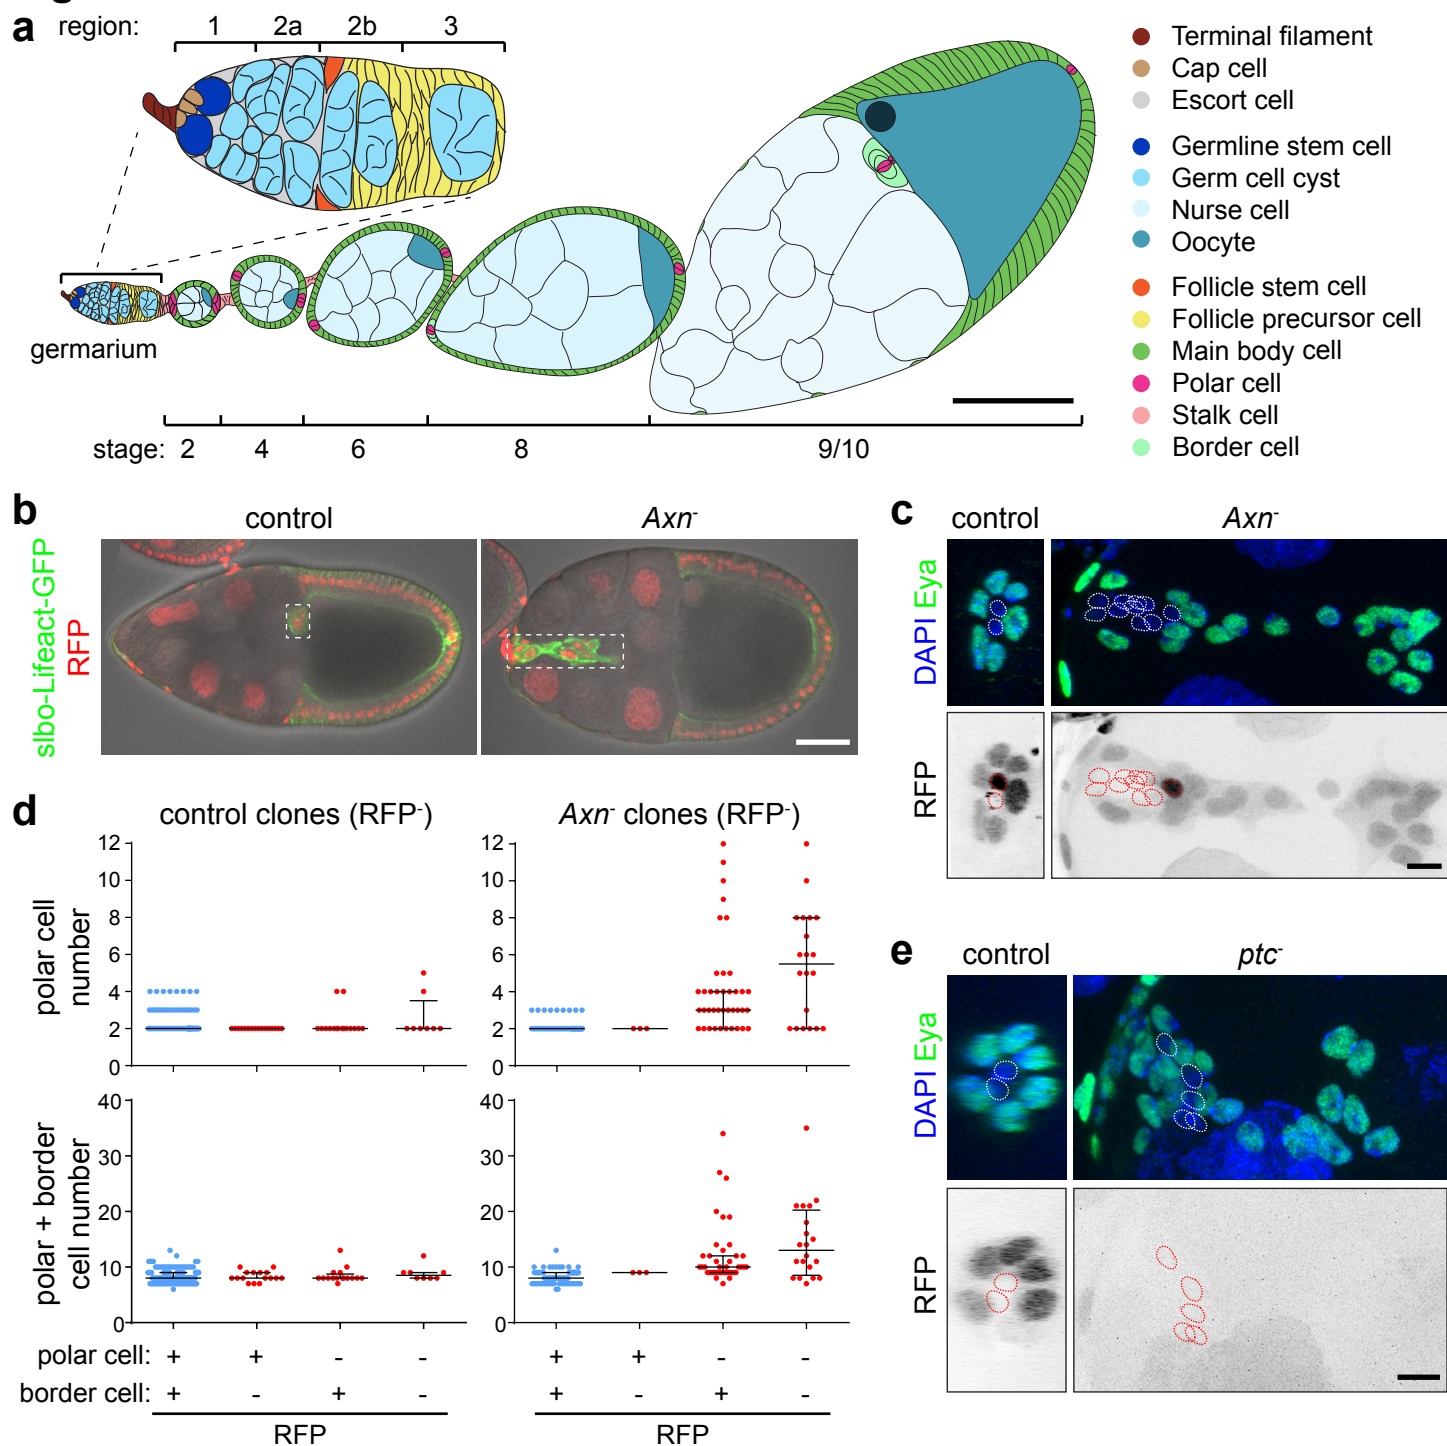 a
region:
1
2a
2b
3
germarium
stage:
2
4
6
8
9/10
Terminal filament
Cap cell
Escort cell
Germline stem cell
Germ cell cyst
Nurse cell
Oocyte
Follicle stem cell
Follicle precursor cell
Main body cell
Polar cell
Stalk cell
Border cell
b
control
Axn-
slbo-Lifeact-GFP
RFP
c
control
Axn-
DAPI Eya
RFP
d
control clones (RFP-)
Axn- clones (RFP-)
polar cell
number
12
10
8
6
4
2
0
12
10
8
6
4
2
0
polar + border
cell number
40
30
20
10
0
40
30
20
10
0
polar cell: + + - - + + - -
border cell: + - + - + - + -
RFP
RFP
e
control
ptc-
DAPI Eya
RFP